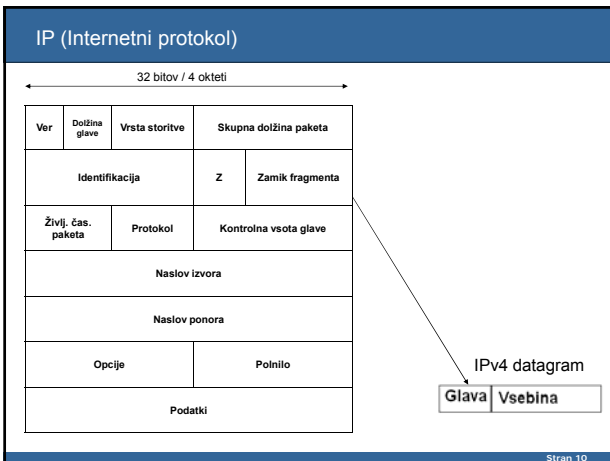 IP (Internetni protokol)
32 bitov / 4 okteti
Ver
Dolžina
glave
Vrsta storitve
Skupna dolžina paketa
Identifikacija
Z
Zamik fragmenta
Življ. čas.
paketa
Protokol
Kontrolna vsota glave
Naslov izvora
Naslov ponora
Opcije
Polnilo
Podatki
IPv4 datagram
Glava
Vsebina
Stran 10